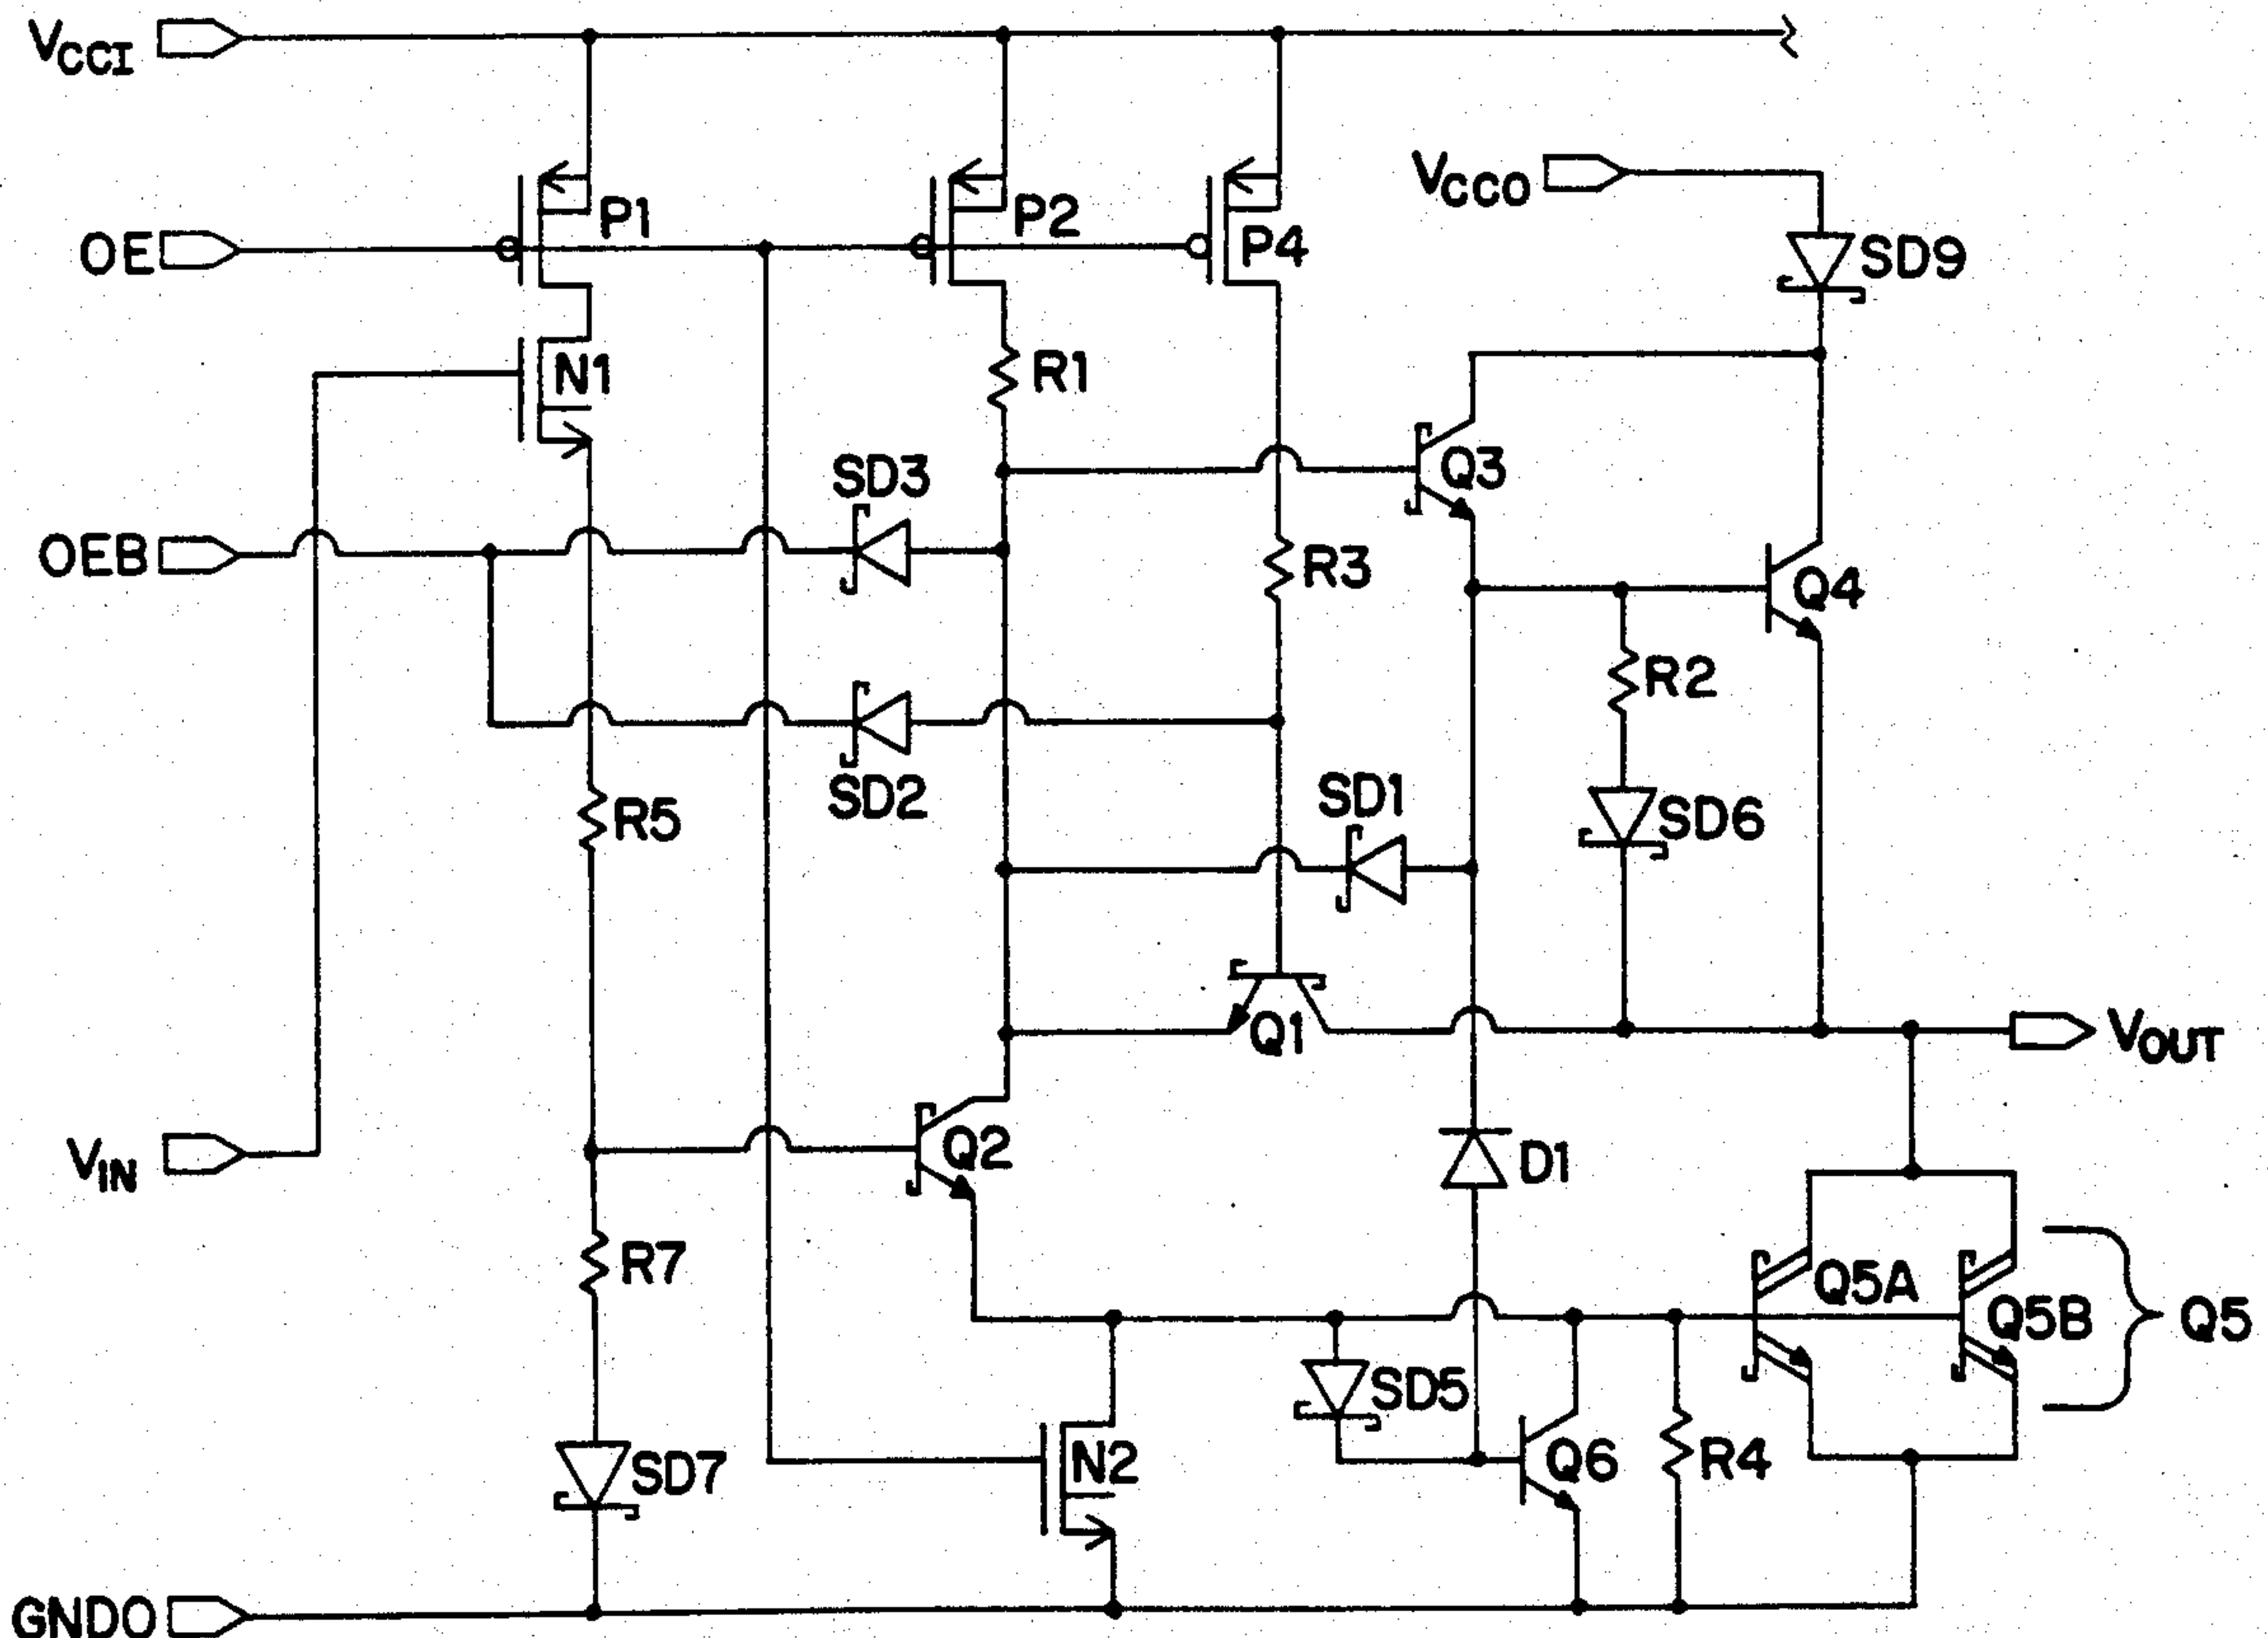 VCCI
OE
P1
P2
P4
VCCO
SD9
N1
R1
SD3
Q3
OEB
R3
Q4
R2
SD2
R5
SD1
SD6
Q1
VOUT
VIN
Q2
D1
R7
Q5A
Q5B
Q5
SD5
SD7
N2
Q6
R4
GNDO